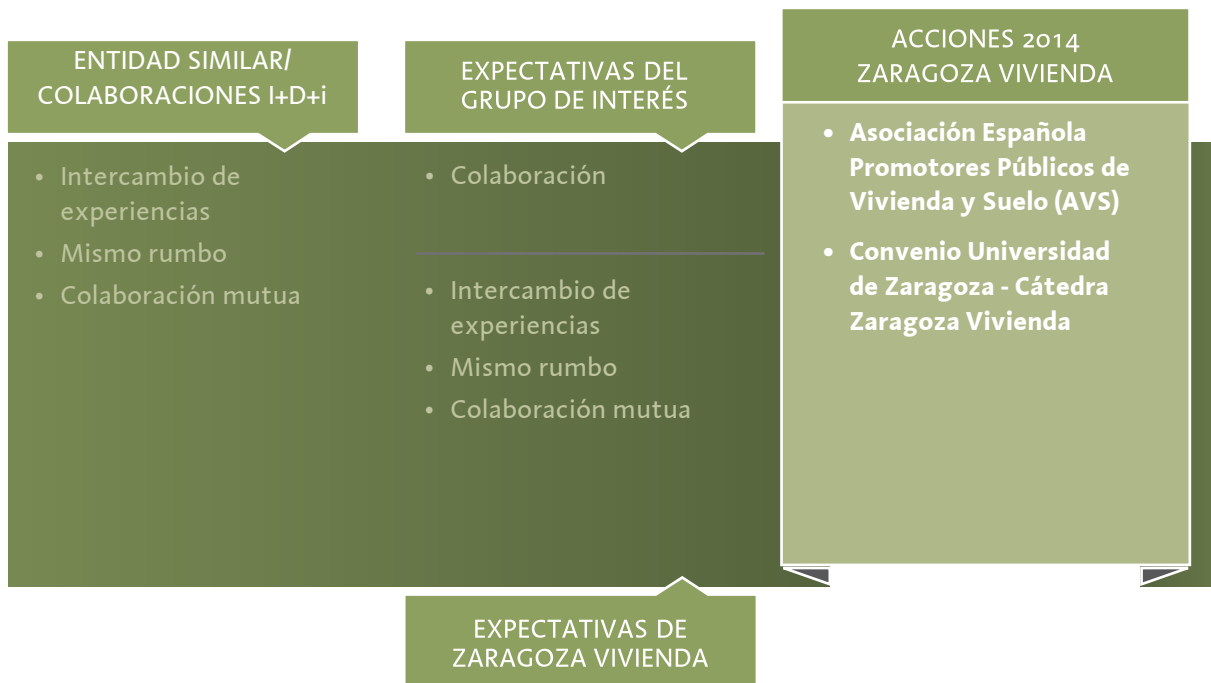 ENTIDAD SIMILAR/
COLABORACIONES I+D+i
• Intercambio de
experiencias
• Mismo rumbo
• Colaboración mutua
EXPECTATIVAS DEL
GRUPO DE INTERÉS
• Colaboración
• Intercambio de
experiencias
• Mismo rumbo
• Colaboración mutua
EXPECTATIVAS DE
ZARAGOZA VIVIENDA
ACCIONES 2014
ZARAGOZA VIVIENDA
• Asociación Española
Promotores Públicos de
Vivienda y Suelo (AVS)
• Convenio Universidad
de Zaragoza - Cátedra
Zaragoza Vivienda